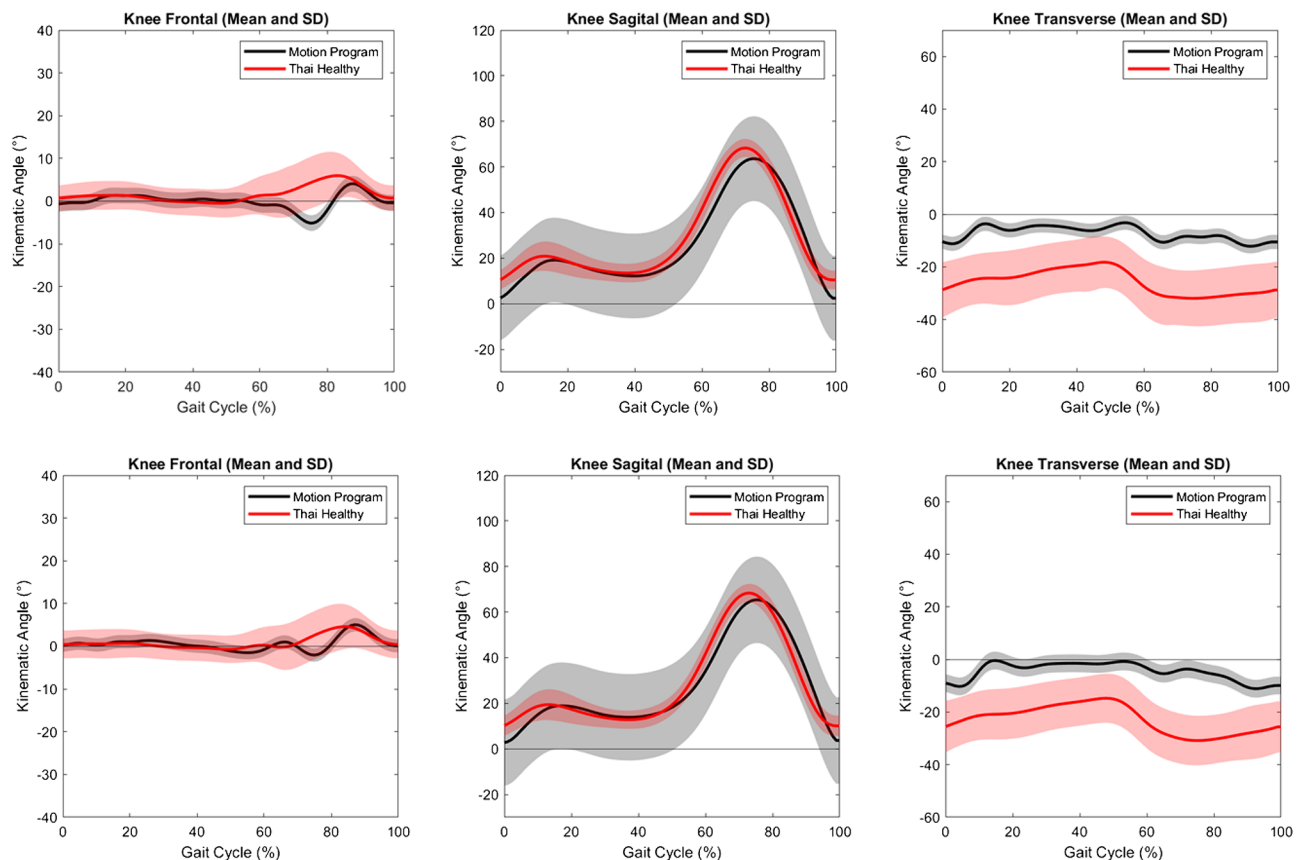 Knee Frontal (Mean and SD)
40
30
20
10
0
-10
-20
-30
-40
Kinematic Angle (°)
0 20 40 60 80 100
Gait Cycle (%)
Motion Program
Thai Healthy
Knee Sagital (Mean and SD)
120
100
80
60
40
20
0
-20
Kinematic Angle (°)
0 20 40 60 80 100
Gait Cycle (%)
Motion Program
Thai Healthy
Knee Transverse (Mean and SD)
60
40
20
0
-20
-40
-60
Kinematic Angle (°)
0 20 40 60 80 100
Gait Cycle (%)
Motion Program
Thai Healthy
Knee Frontal (Mean and SD)
40
30
20
10
0
-10
-20
-30
-40
Kinematic Angle (°)
0 20 40 60 80 100
Gait Cycle (%)
Motion Program
Thai Healthy
Knee Sagital (Mean and SD)
120
100
80
60
40
20
0
-20
Kinematic Angle (°)
0 20 40 60 80 100
Gait Cycle (%)
Motion Program
Thai Healthy
Knee Transverse (Mean and SD)
60
40
20
0
-20
-40
-60
Kinematic Angle (°)
0 20 40 60 80 100
Gait Cycle (%)
Motion Program
Thai Healthy